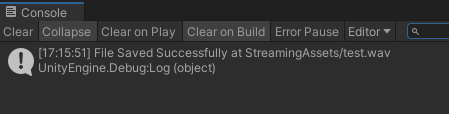 Console
Clear Collapse Clear on Play Clear on Build Error Pause Editor
[17:15:51] File Saved Successfully at StreamingAssets/test.wav
UnityEngine.Debug:Log (object)